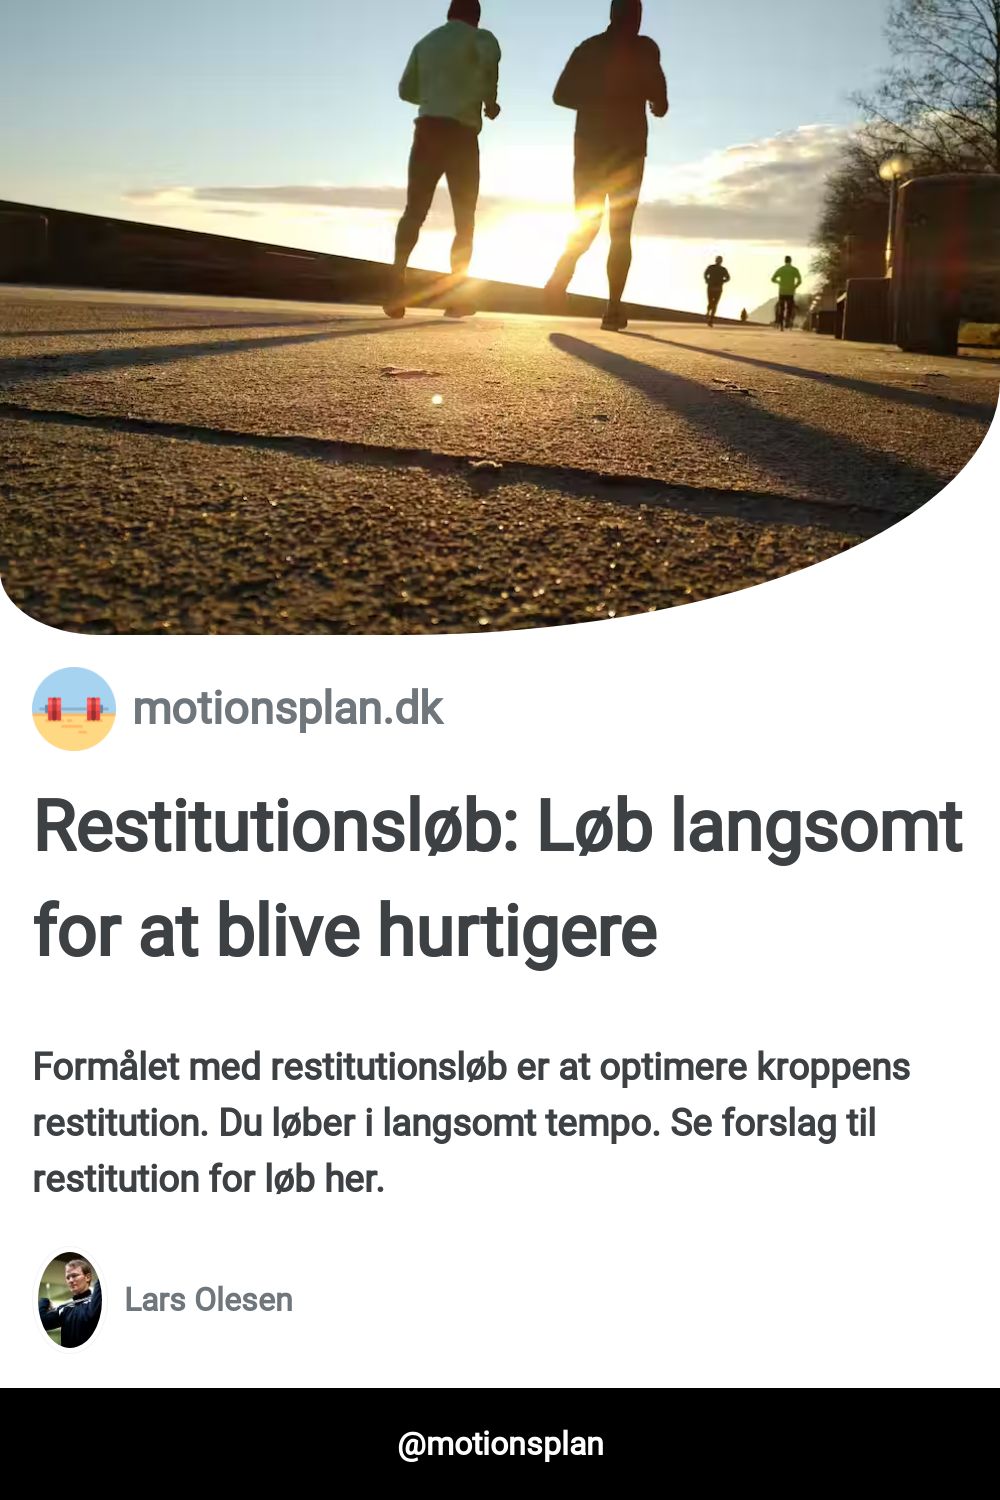 motionsplan.dk
Restitutionsløb: Løb langsomt
for at blive hurtigere
Formålet med restitutionsløb er at optimere kroppens
restitution. Du løber i langsomt tempo. Se forslag til
restitution for løb her.
Lars Olesen
@motionsplan